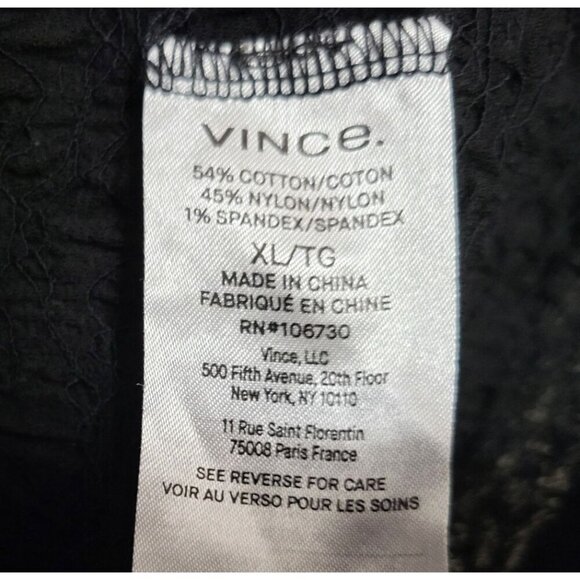 VINCE.
54% COTTON/COTON
45% NYLON/NYLON
1% SPANDEX/SPANDEX
XL/TG
MADE IN CHINA
FABRIQUÉ EN CHINE
RN#106730
Vince, LLC
500 Fifth Avenue, 20th Floor
New York, NY 10110
11 Rue Saint Florentin
75008 Paris France
SEE REVERSE FOR CARE
VOIR AU VERSO POUR LES SOINS